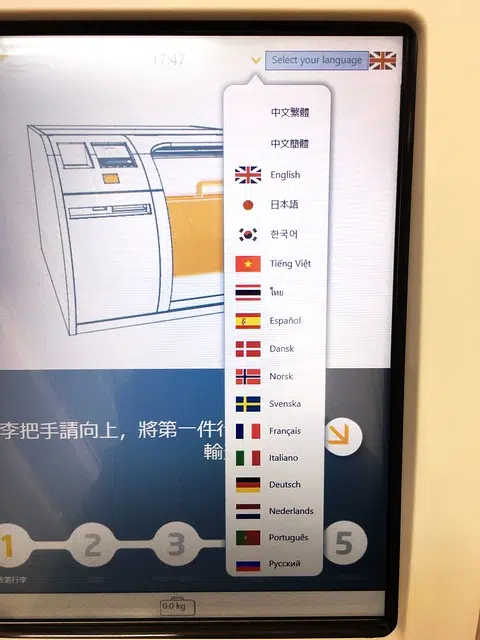 17:47
Select your language
中文繁體
中文簡體
English
日本語
한국어
Tiếng Việt
ไทย
Español
Dansk
Norsk
Svenska
Français
Italiano
Deutsch
Nederlands
Português
Русский
李把手請向上，將第一件行
輸
1 2 3 5
0.0 kg